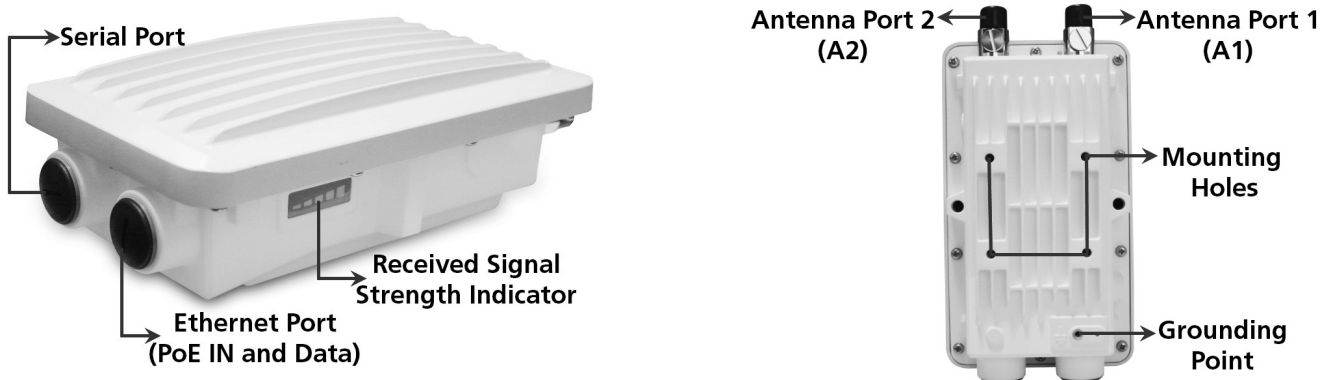 Serial Port
Received Signal
Strength Indicator
Ethernet Port
(PoE IN and Data)
Antenna Port 2
(A2)
Antenna Port 1
(A1)
Mounting
Holes
Grounding
Point